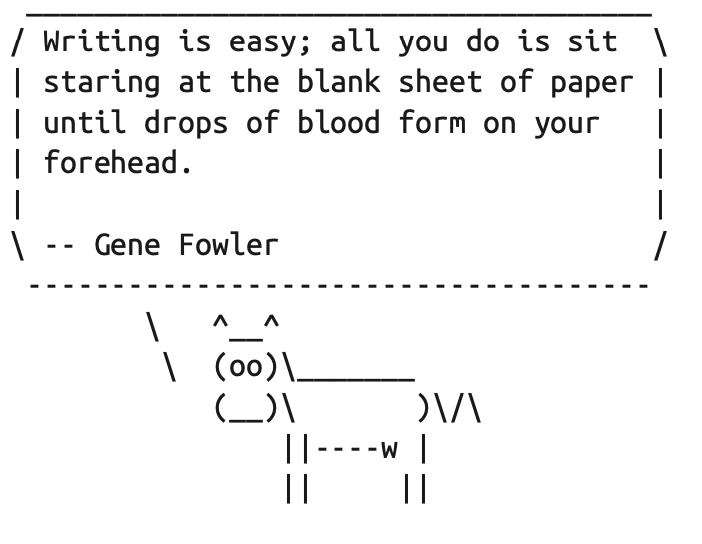 _____________________________________
/ Writing is easy; all you do is sit  \
| staring at the blank sheet of paper |
| until drops of blood form on your   |
| forehead.                           |
|                                     |
\ -- Gene Fowler                      /
 -------------------------------------
        \   ^__^
         \  (oo)\_______
            (__)\       )\/\
                ||----w |
                ||     ||